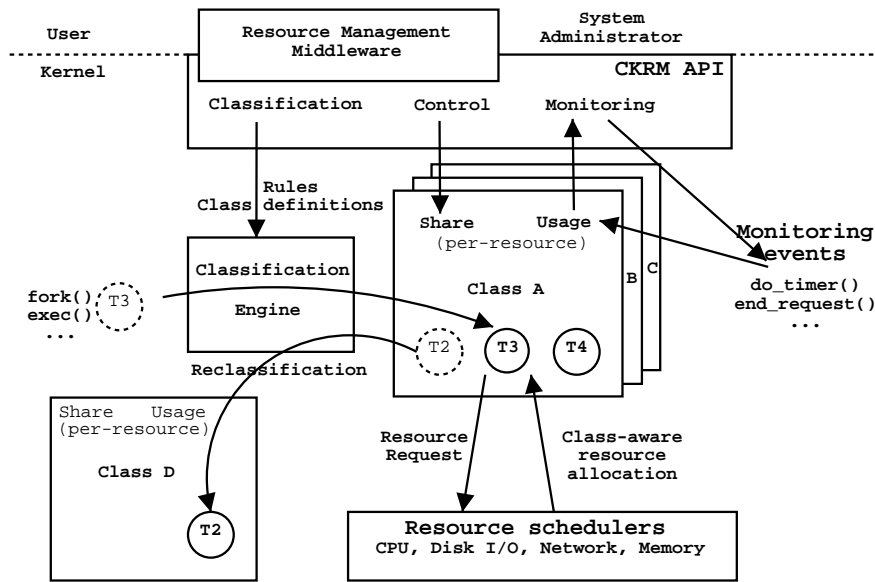 User
Resource Management
Middleware
System
Administrator
Kernel
CKRM API
Classification
Control
Monitoring
Rules
Class definitions
Share
Usage
(per-resource)
Monitoring
events
Classification
Engine
Class A
B
C
do_timer()
end_request()
...
fork()
exec()
...
T3
T2
T3
T4
Reclassification
Share
Usage
(per-resource)
Class D
T2
Resource
Request
Class-aware
resource
allocation
Resource schedulers
CPU, Disk I/O, Network, Memory